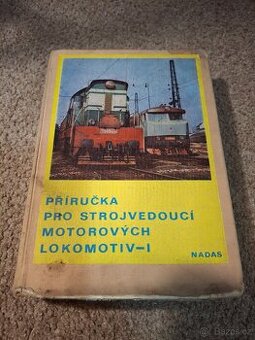 PŘÍRUČKA
PRO STROJVEDOUCÍ
MOTOROVÝCH
LOKOMOTIV-I
NADAS